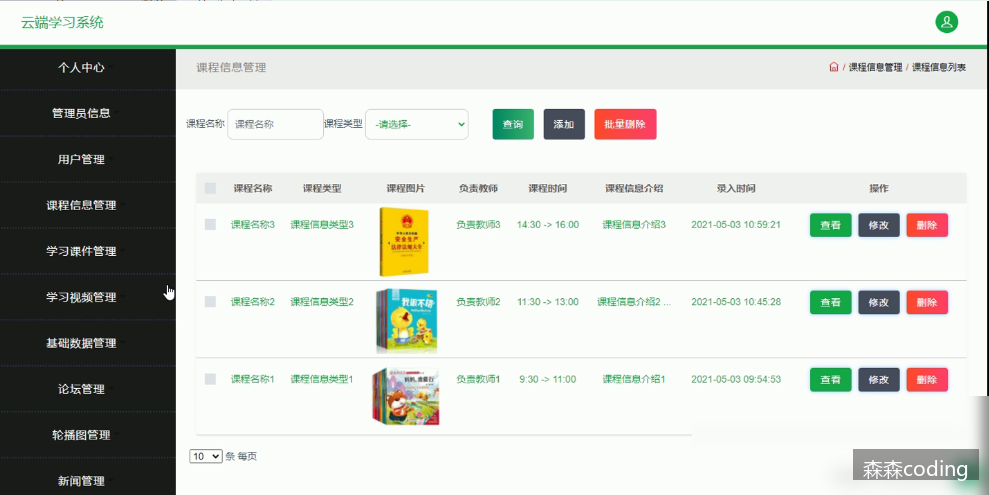 云端学习系统
个人中心
管理员信息
用户管理
课程信息管理
学习课件管理
学习视频管理
基础数据管理
论坛管理
轮播图管理
新闻管理
课程信息管理 / 课程信息管理 / 课程信息列表
课程名称 课程名称 课程类型 -请选择- 查询 添加 批量删除
课程名称 课程类型 课程图片 负责教师 课程时间 课程信息介绍 录入时间 操作
课程名称3 课程信息类型3 负责教师3 14:30 -> 16:00 课程信息介绍3 2021-05-03 10:59:21 查看 修改 删除
安全生产
法律法规大全
课程名称2 课程信息类型2 负责教师2 11:30 -> 13:00 课程信息介绍2 ... 2021-05-03 10:45:28 查看 修改 删除
课程名称1 课程信息类型1 负责教师1 9:30 -> 11:00 课程信息介绍1 2021-05-03 09:54:53 查看 修改 删除
10 条 每页
森森coding